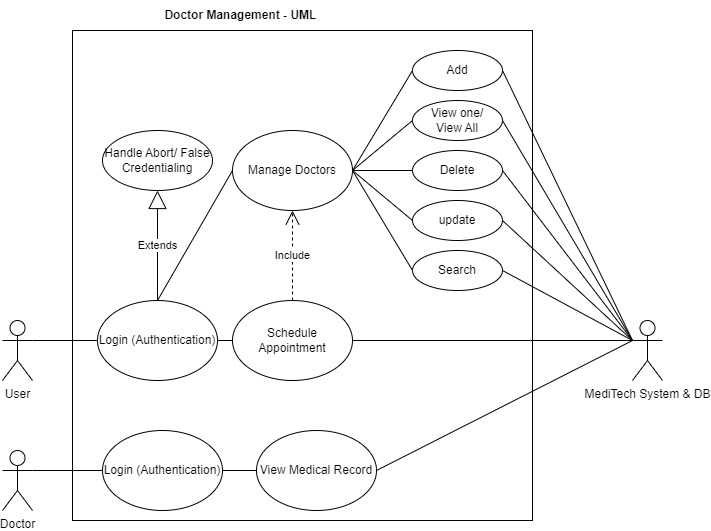 Doctor Management - UML
Add
View one/
View All
Handle Abort/ False
Credentialing
Manage Doctors
Delete
update
Extends
Include
Search
Login (Authentication)
Schedule
Appointment
User
MediTech System & DB
Login (Authentication)
View Medical Record
Doctor